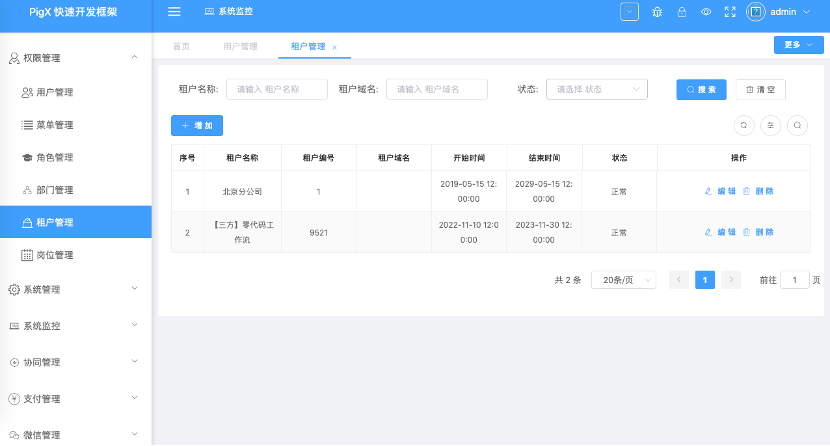 PigX 快速开发框架
系统监控
admin
首页
用户管理
租户管理
更多
权限管理
用户管理
菜单管理
角色管理
部门管理
租户管理
岗位管理
系统管理
系统监控
协同管理
支付管理
微信管理
租户名称: 请输入 租户名称 租户域名: 请输入 租户域名 状态: 请选择 状态 搜 索 清 空
增 加
序号 租户名称 租户编号 租户域名 开始时间 结束时间 状态 操作
1 北京分公司 1 2019-05-15 12:00:00 2029-05-15 12:00:00 正常 编 辑 删 除
2 【三方】零代码工作流 9521 2022-11-10 12:00:00 2023-11-30 12:00:00 正常 编 辑 删 除
共 2 条 20条/页 1 前往 1 页